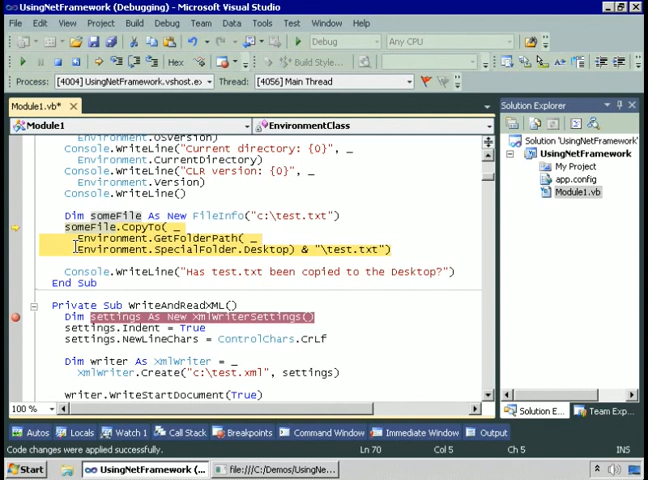 UsingNetFramework (Debugging) - Microsoft Visual Studio
File Edit View Project Build Debug Team Data Tools Test Window Help
Debug Any CPU
Hex Build Style...
Process: [4004] UsingNetFramework.vshost.ex Thread: [4056] Main Thread
Module1.vb*
Module1 EnvironmentClass
Environment.OSVersion)
Console.WriteLine("Current directory: {0}", _
Environment.CurrentDirectory)
Console.WriteLine("CLR version: {0}", _
Environment.Version)
Console.WriteLine()
Dim someFile As New FileInfo("c:\test.txt")
someFile.CopyTo( _
Environment.GetFolderPath( _
Environment.SpecialFolder.Desktop) & "\test.txt")
Console.WriteLine("Has test.txt been copied to the Desktop?")
End Sub
Private Sub WriteAndReadXML()
Dim settings As New XmlWriterSettings()
settings.Indent = True
settings.NewLineChars = ControlChars.CrLf
Dim writer As XmlWriter = _
XmlWriter.Create("c:\test.xml", settings)
writer.WriteStartDocument(True)
100 %
Solution Explorer
Solution 'UsingNetFramework'
UsingNetFramework
My Project
app.config
Module1.vb
Solution E... Team Exp...
Autos Locals Watch 1 Call Stack Breakpoints Command Window Immediate Window Output
Code changes were applied successfully. Ln 70 Col 5 Ch 5 INS
Start UsingNetFramework (... file:///C:/Demos/UsingNe...